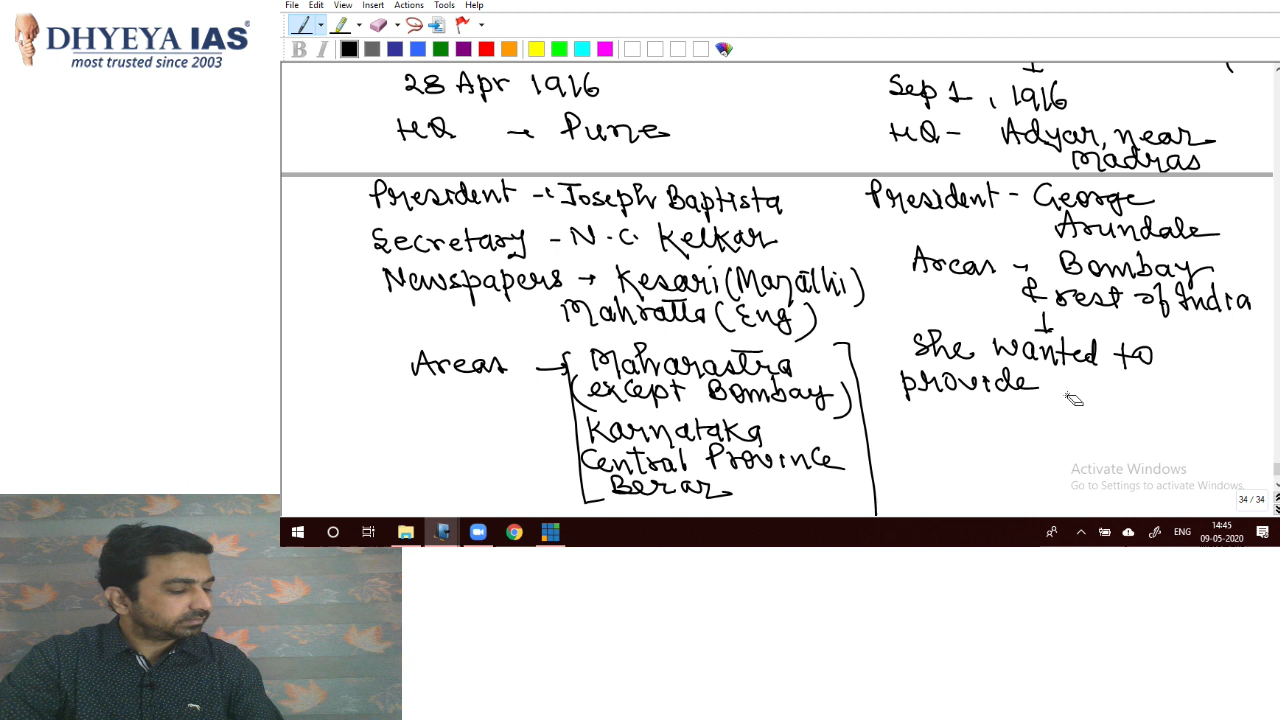 DHYEYA IAS®
most trusted since 2003
File Edit View Insert Actions Tools Help
B I
28 Apr 1916
HQ → Pune
Sep 1, 1916
HQ - Adyar, near
Madras
President -: Joseph Baptista
Secretary - N.C. Kelkar
Newspapers → Kesari (Marathi)
Mahratta (Eng)
Areas → Maharastra
(except Bombay)
Karnataka
Central Province
Berar
President - George
Arundale
Areas → Bombay
& rest of India
↓
She wanted to
provide
Activate Windows
Go to Settings to activate Windows.
34 / 34
ENG
14:45
09-05-2020